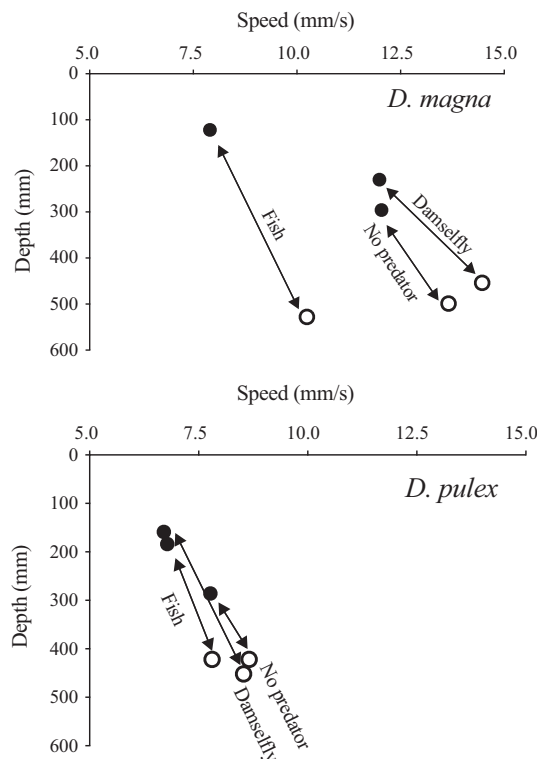 Speed (mm/s)
5.0 7.5 10.0 12.5 15.0
0
D. magna
100
200
300
400
500
600
Depth (mm)
Fish
Damselfly
No predator
Speed (mm/s)
5.0 7.5 10.0 12.5 15.0
0
D. pulex
100
200
300
400
500
600
Depth (mm)
Fish
Damselfly
No predator